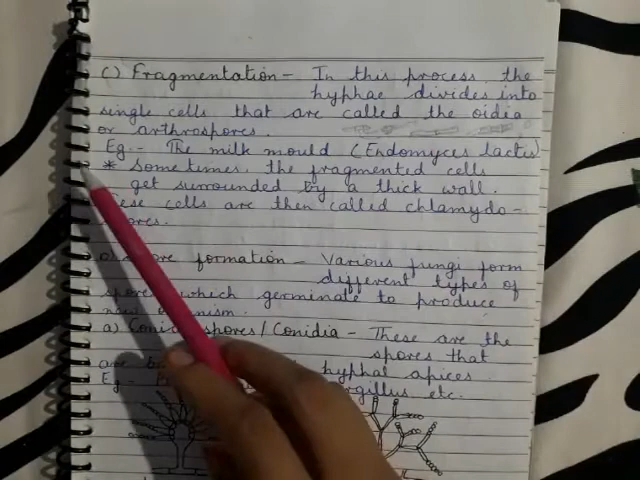 c) Fragmentation - In this process, the
hyphae divides into
single cells that are called the oidia
or arthrospores.
Eg.- The milk mould (Endomyces lactis)
* Sometimes, the fragmented cells
get surrounded by a thick wall.
cells are then called chlamydo-
formation - Various fungi form
different types of
which germinate to produce
new
a) spores / Conidia - These are the
spores that
are hyphal apices
Eg - etc.